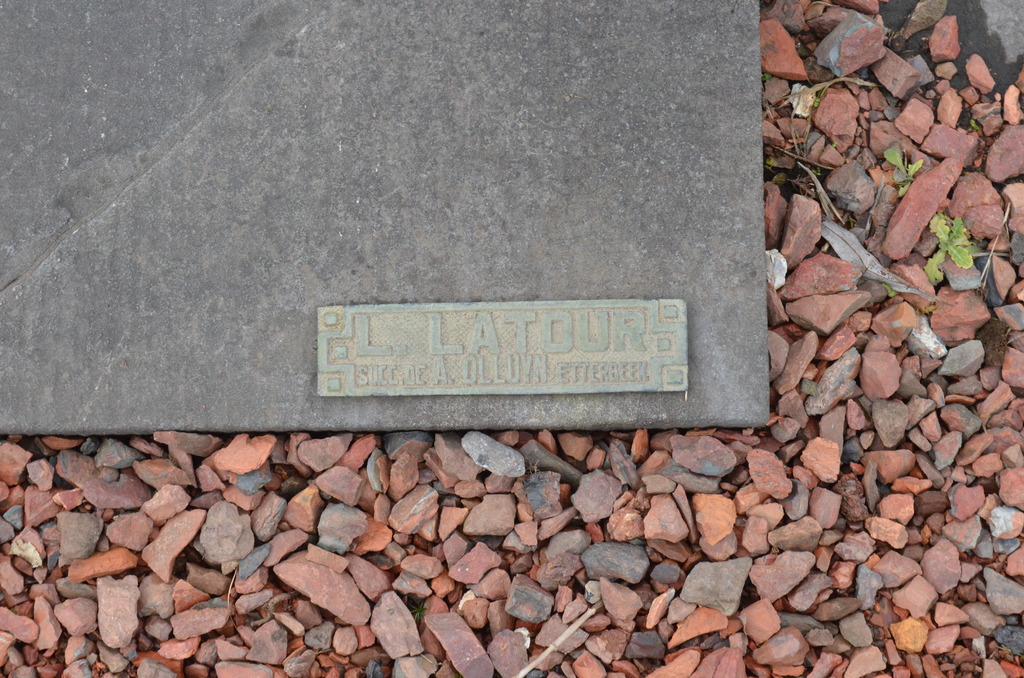 L. LATOUR
SUCC. DE A. OLLUYN ETTERBEEK